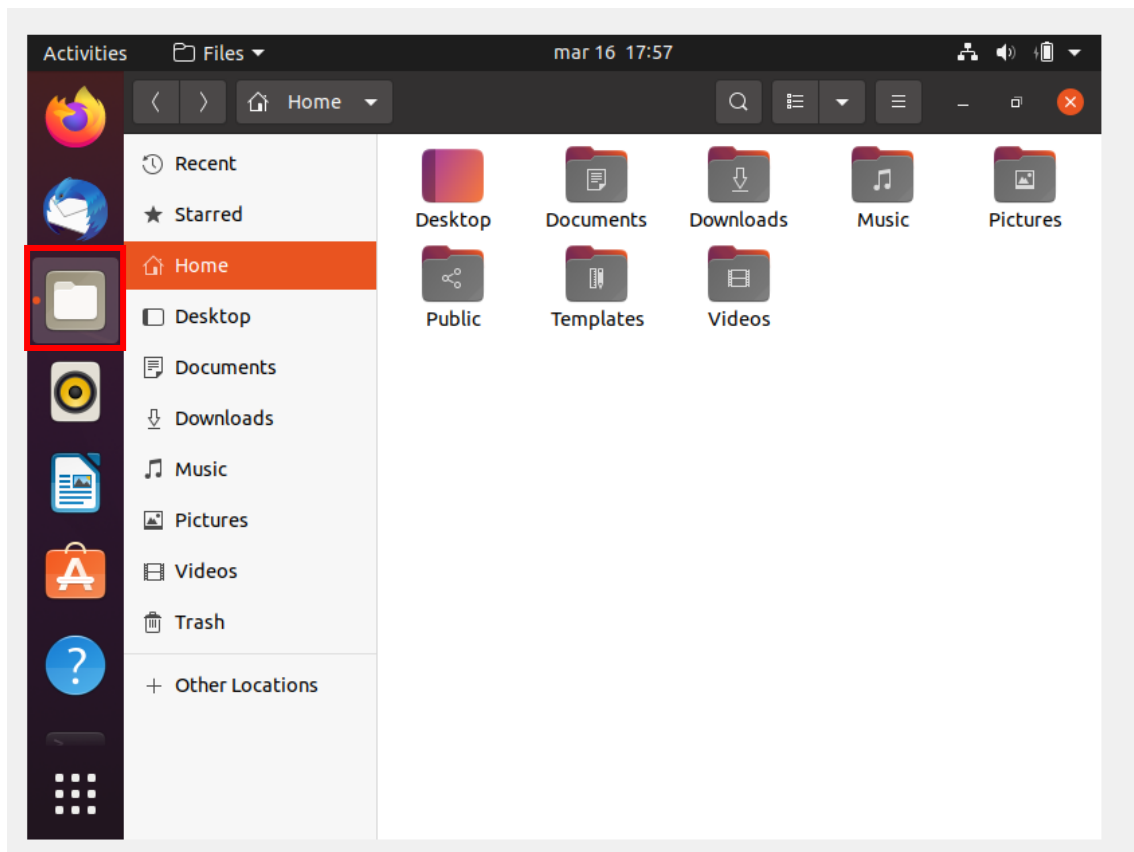 Activities Files mar 16 17:57
Home
Recent
Starred
Home
Desktop
Documents
Downloads
Music
Pictures
Videos
Trash
Other Locations
Desktop Documents Downloads Music Pictures
Public Templates Videos